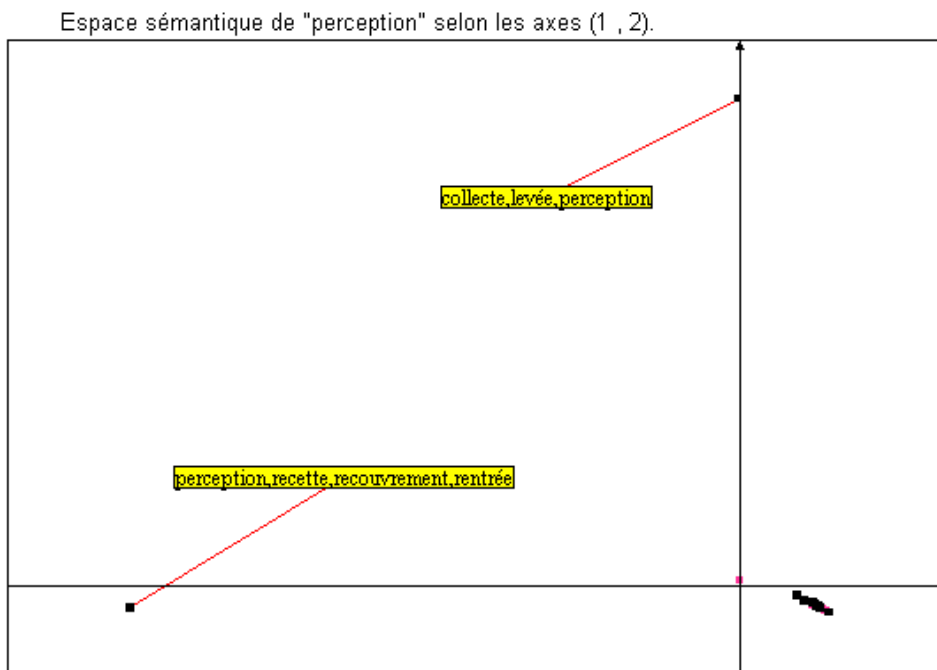 Espace sémantique de "perception" selon les axes (1 , 2).
collecte,levée,perception
perception,recette,recouvrement,rentrée